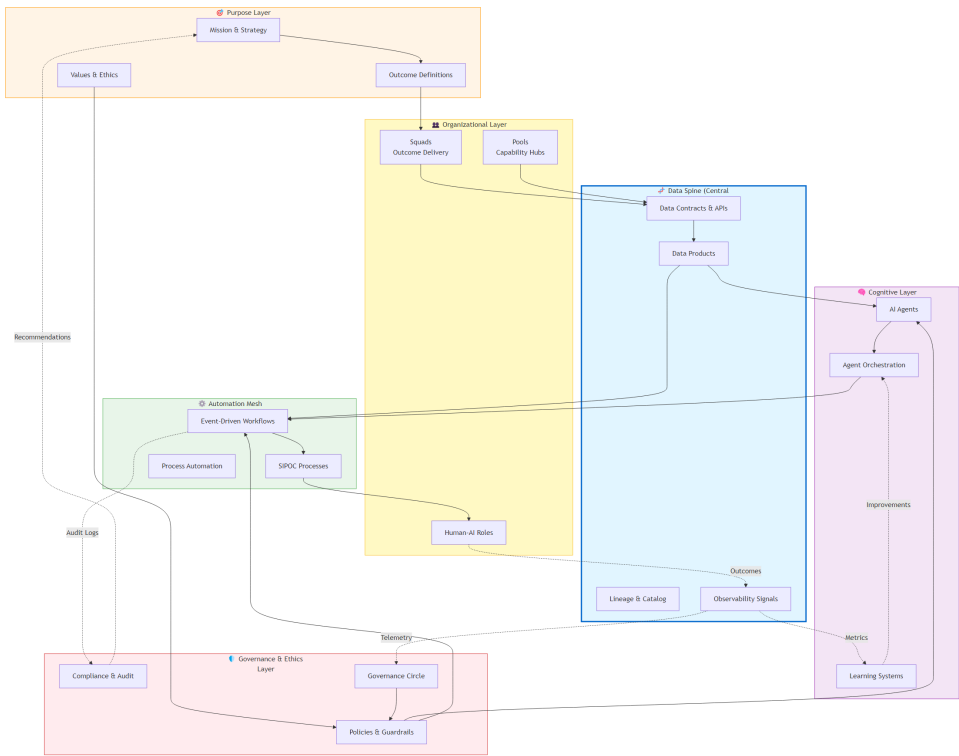 Purpose Layer
Mission & Strategy
Values & Ethics
Outcome Definitions
Organizational Layer
Squads
Outcome Delivery
Pools
Capability Hubs
Data Spine (Central
Data Contracts & APIs
Data Products
Cognitive Layer
AI Agents
Recommendations
Agent Orchestration
Automation Mesh
Event-Driven Workflows
Process Automation
SIPOC Processes
Improvements
Audit Logs
Human-AI Roles
Outcomes
Lineage & Catalog
Observability Signals
Telemetry
Metrics
Governance & Ethics
Layer
Compliance & Audit
Governance Circle
Learning Systems
Policies & Guardrails